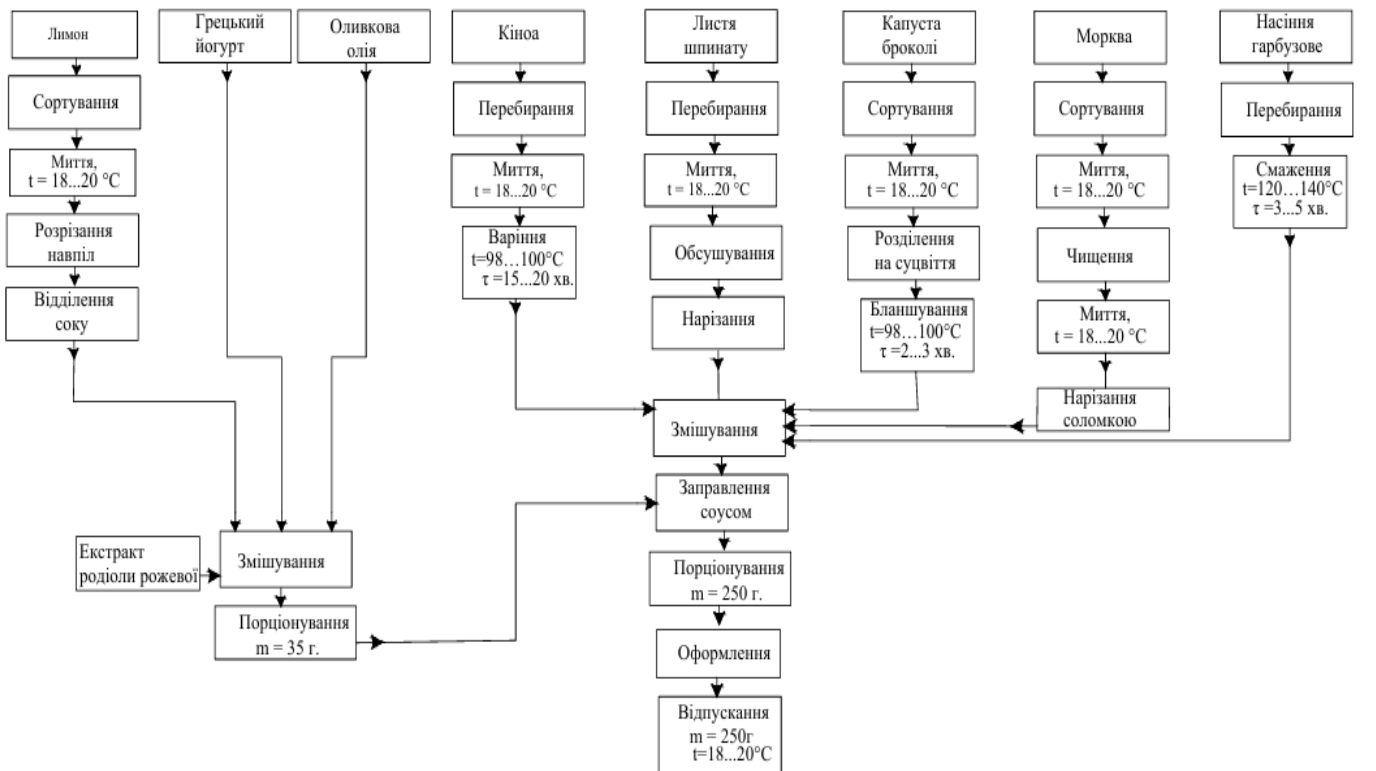 Лимон
Грецький
йогурт
Оливкова
олія
Кіноа
Листя
шпинату
Капуста
броколі
Морква
Насіння
гарбузове
Сортування
Перебирання
Перебирання
Сортування
Сортування
Перебирання
Миття,
t = 18...20 °C
Миття,
t = 18...20 °C
Миття,
t = 18...20 °C
Миття,
t = 18...20 °C
Миття,
t = 18...20 °C
Смаження
t=120…140°C
τ =3...5 хв.
Розрізання
навпіл
Варіння
t=98…100°C
τ =15...20 хв.
Обсушування
Розділення
на суцвіття
Чищення
Відділення
соку
Нарізання
Бланшування
t=98…100°C
τ =2...3 хв.
Миття,
t = 18...20 °C
Нарізання
соломкою
Змішування
Заправлення
соусом
Екстракт
родіоли рожевої
Змішування
Порціонування
m = 35 г.
Порціонування
m = 250 г.
Оформлення
Відпускання
m = 250г
t=18...20°C